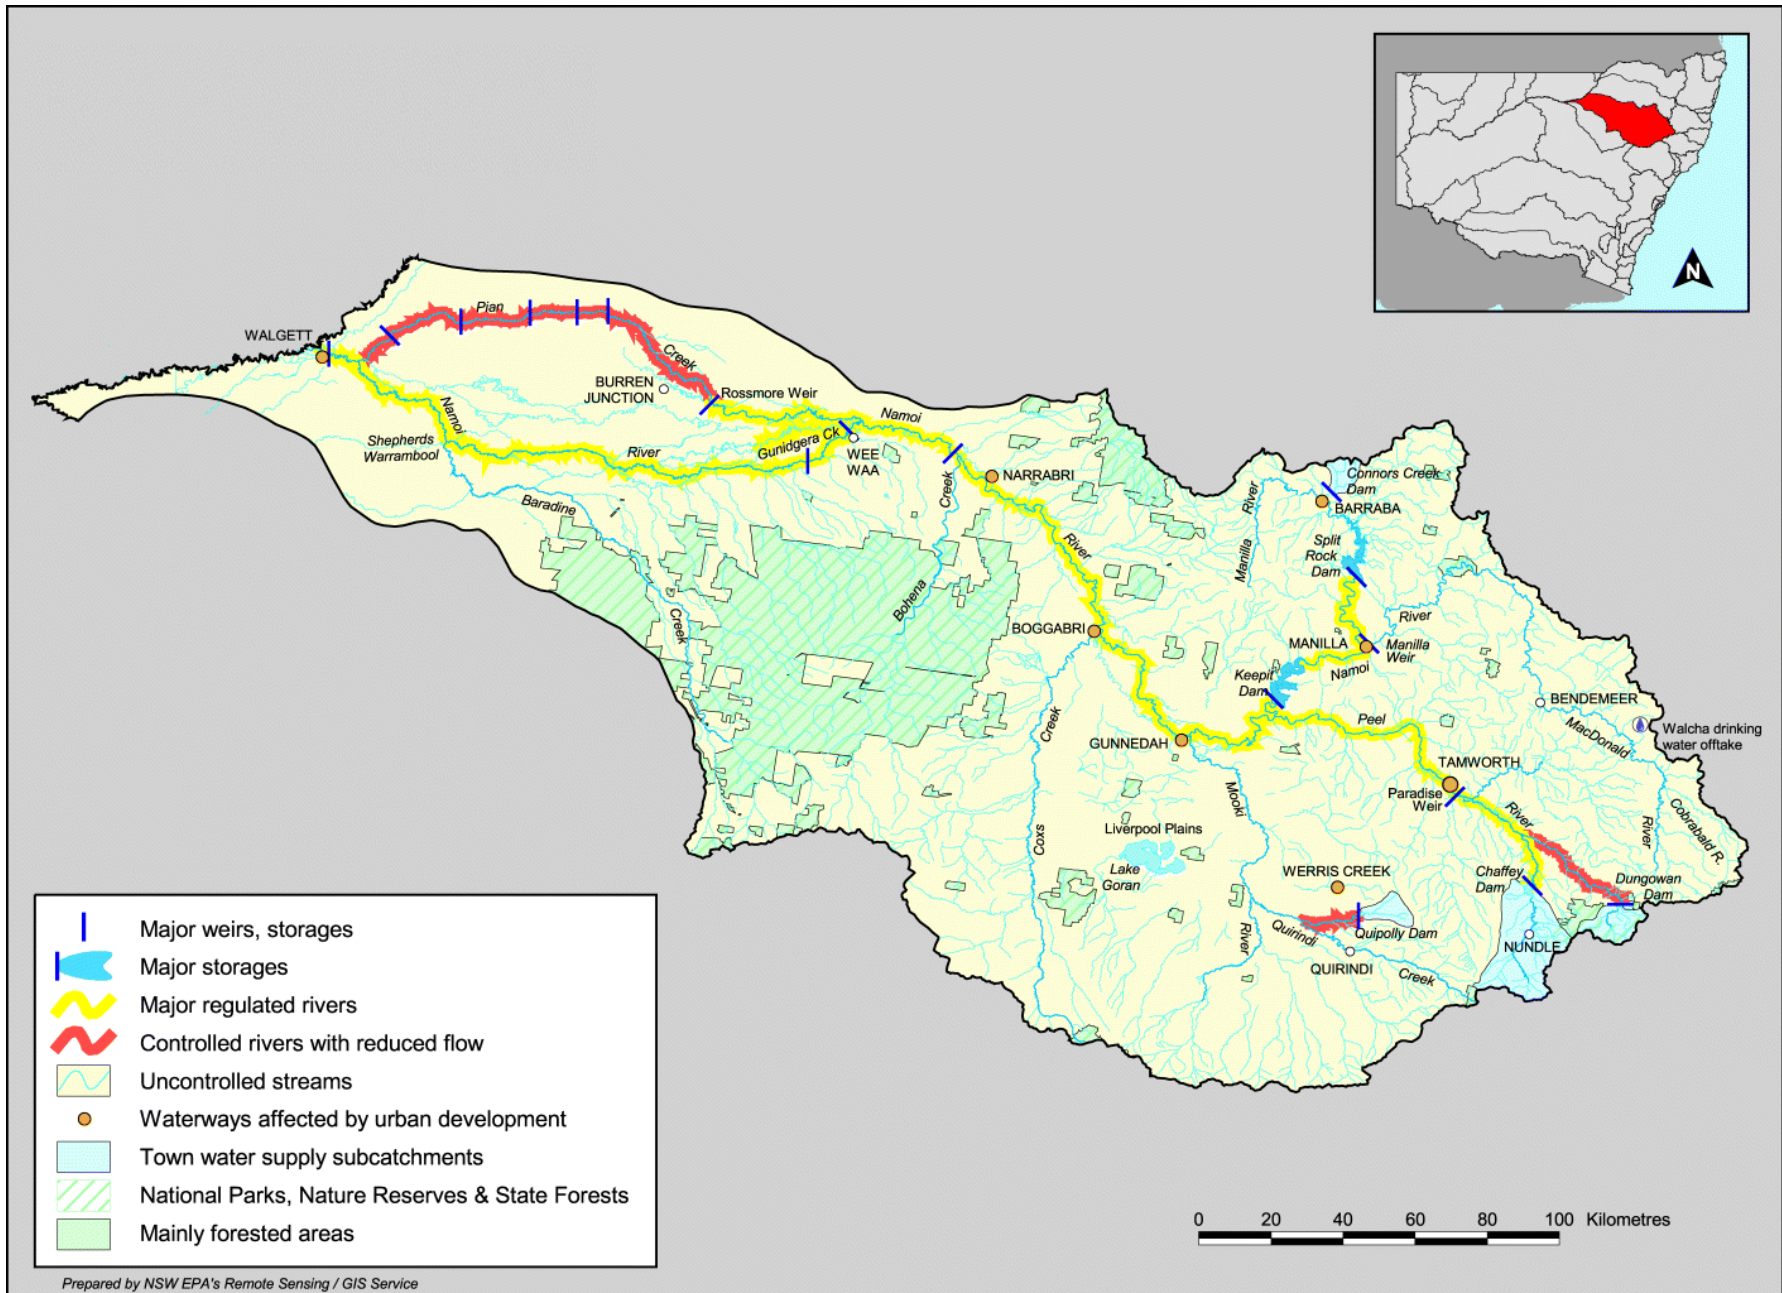 N
Pian
WALGETT
Creek
BURREN
JUNCTION
Rossmore Weir
Namoi
Namoi
Shepherds
Warrambool
River
Gunidgera Ck
WEE
WAA
Baradine
Creek
NARRABRI
Creek
Bohena
River
BOGGABRI
Connors Creek
Dam
BARRABA
River
Manilla
Split
Rock
Dam
River
MANILLA
Manilla
Weir
Namoi
Keepit
Dam
BENDEMEER
MacDonald
Walcha drinking
water offtake
Peel
GUNNEDAH
TAMWORTH
Paradise
Weir
River
Creek
Coxs
Mooki
River
Liverpool Plains
Lake
Goran
WERRIS CREEK
Quirindi
Quipolly Dam
QUIRINDI
Creek
Chaffey
Dam
Dungowan
Dam
River
Cobrabald R.
NUNDLE
Major weirs, storages
Major storages
Major regulated rivers
Controlled rivers with reduced flow
Uncontrolled streams
Waterways affected by urban development
Town water supply subcatchments
National Parks, Nature Reserves & State Forests
Mainly forested areas
0 20 40 60 80 100 Kilometres
Prepared by NSW EPA's Remote Sensing / GIS Service